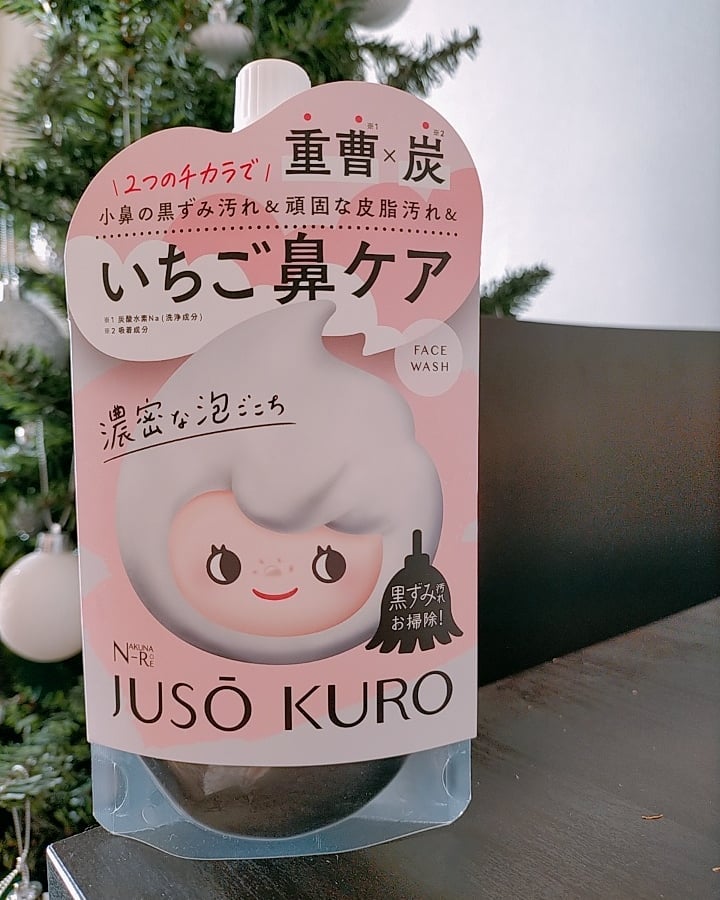 \2つのチカラで/
重曹※1×炭※2
小鼻の黒ずみ汚れ&頑固な皮脂汚れ&
いちご鼻ケア
※1 炭酸水素Na(洗浄成分)
※2 吸着成分
FACE
WASH
濃密な泡ごこち
黒ずみ汚れ
お掃除!
JUSŌ KURO